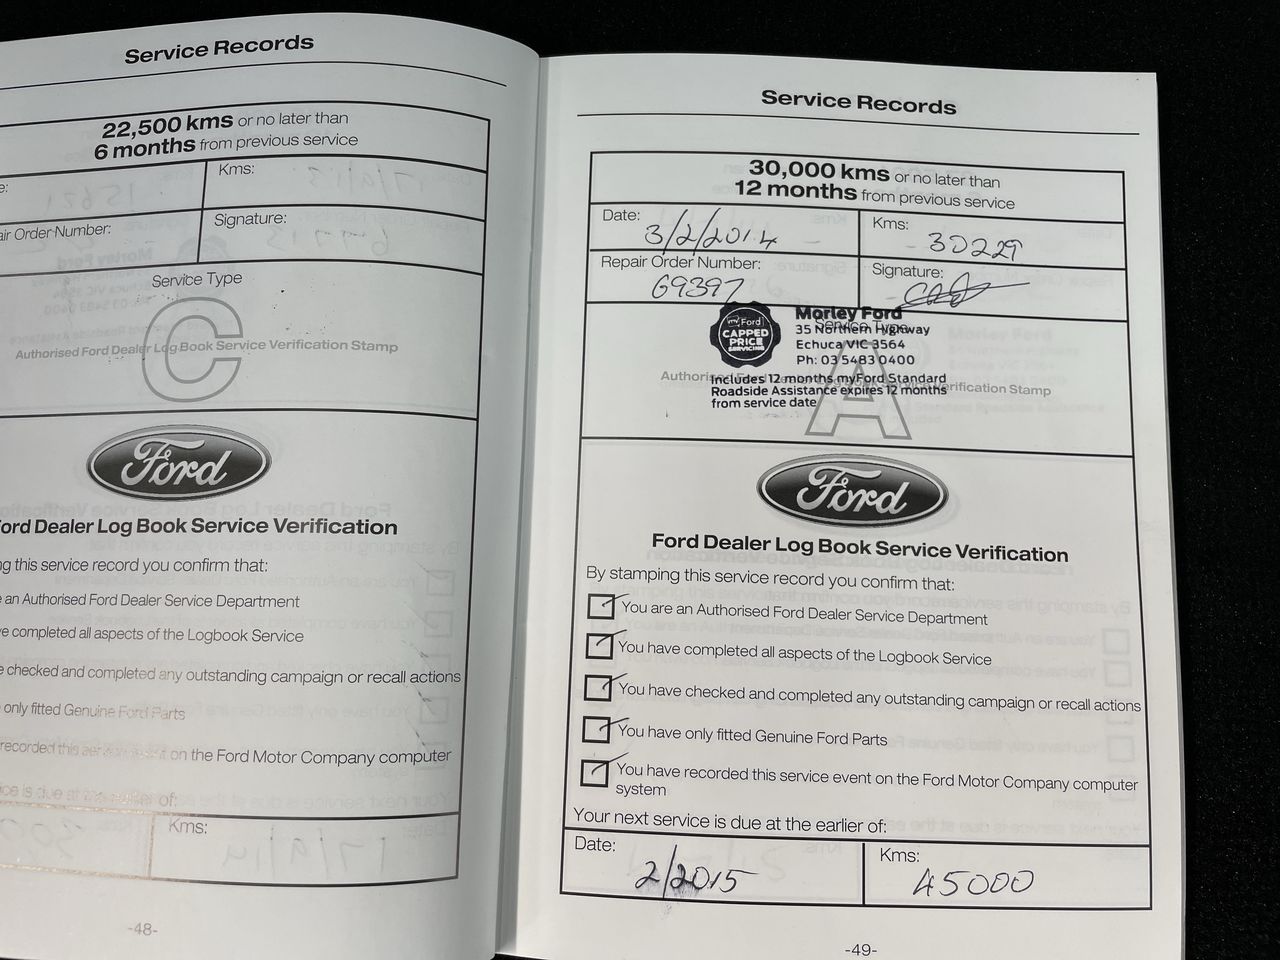 Service Records
22,500 kms or no later than
6 months from previous service
Kms:
Order Number:
Signature:
Service Type
C
Authorised Ford Dealer Log Book Service Verification Stamp
Ford
Ford Dealer Log Book Service Verification
this service record you confirm that:
an Authorised Ford Dealer Service Department
completed all aspects of the Logbook Service
checked and completed any outstanding campaign or recall actions
only fitted Genuine Ford Parts
recorded this service event on the Ford Motor Company computer
is due at the earlier of:
Kms:
-48-
Service Records
30,000 kms or no later than
12 months from previous service
Date: 3/2/2014
Kms: 30229
Repair Order Number: 69397
Signature:
my Ford
CAPPED
PRICE
SERVICING
Morley Ford
Service Type
35 Northern Highway
Echuca VIC 3564
Ph: 03 5483 0400
A
Authorised Ford Dealer Log Book Service Verification Stamp
Includes 12 months myFord Standard
Roadside Assistance expires 12 months
from service date
Ford
Ford Dealer Log Book Service Verification
By stamping this service record you confirm that:
You are an Authorised Ford Dealer Service Department
You have completed all aspects of the Logbook Service
You have checked and completed any outstanding campaign or recall actions
You have only fitted Genuine Ford Parts
You have recorded this service event on the Ford Motor Company computer
system
Your next service is due at the earlier of:
Date: 2/2015
Kms: 45000
-49-